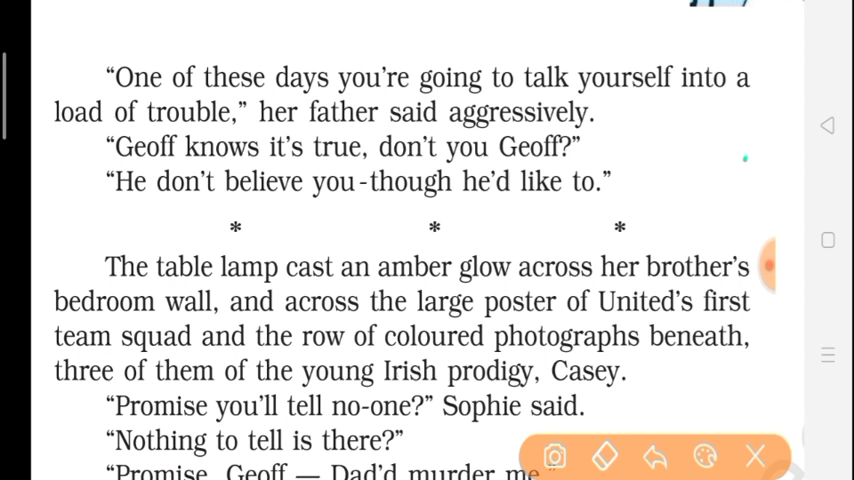 “One of these days you’re going to talk yourself into a
load of trouble,” her father said aggressively.
“Geoff knows it’s true, don’t you Geoff?”
“He don’t believe you-though he’d like to.”
* * *
The table lamp cast an amber glow across her brother’s
bedroom wall, and across the large poster of United’s first
team squad and the row of coloured photographs beneath,
three of them of the young Irish prodigy, Casey.
“Promise you’ll tell no-one?” Sophie said.
“Nothing to tell is there?”
“Promise, Geoff — Dad’d murder me.”